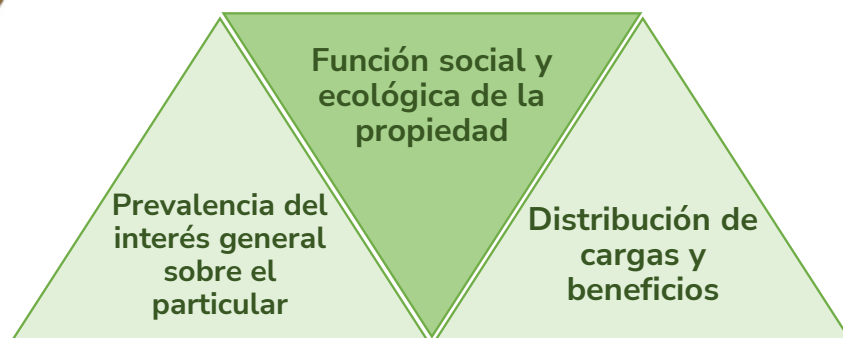 Función social y
ecológica de la
propiedad
Prevalencia del
interés general
sobre el
particular
Distribución de
cargas y
beneficios